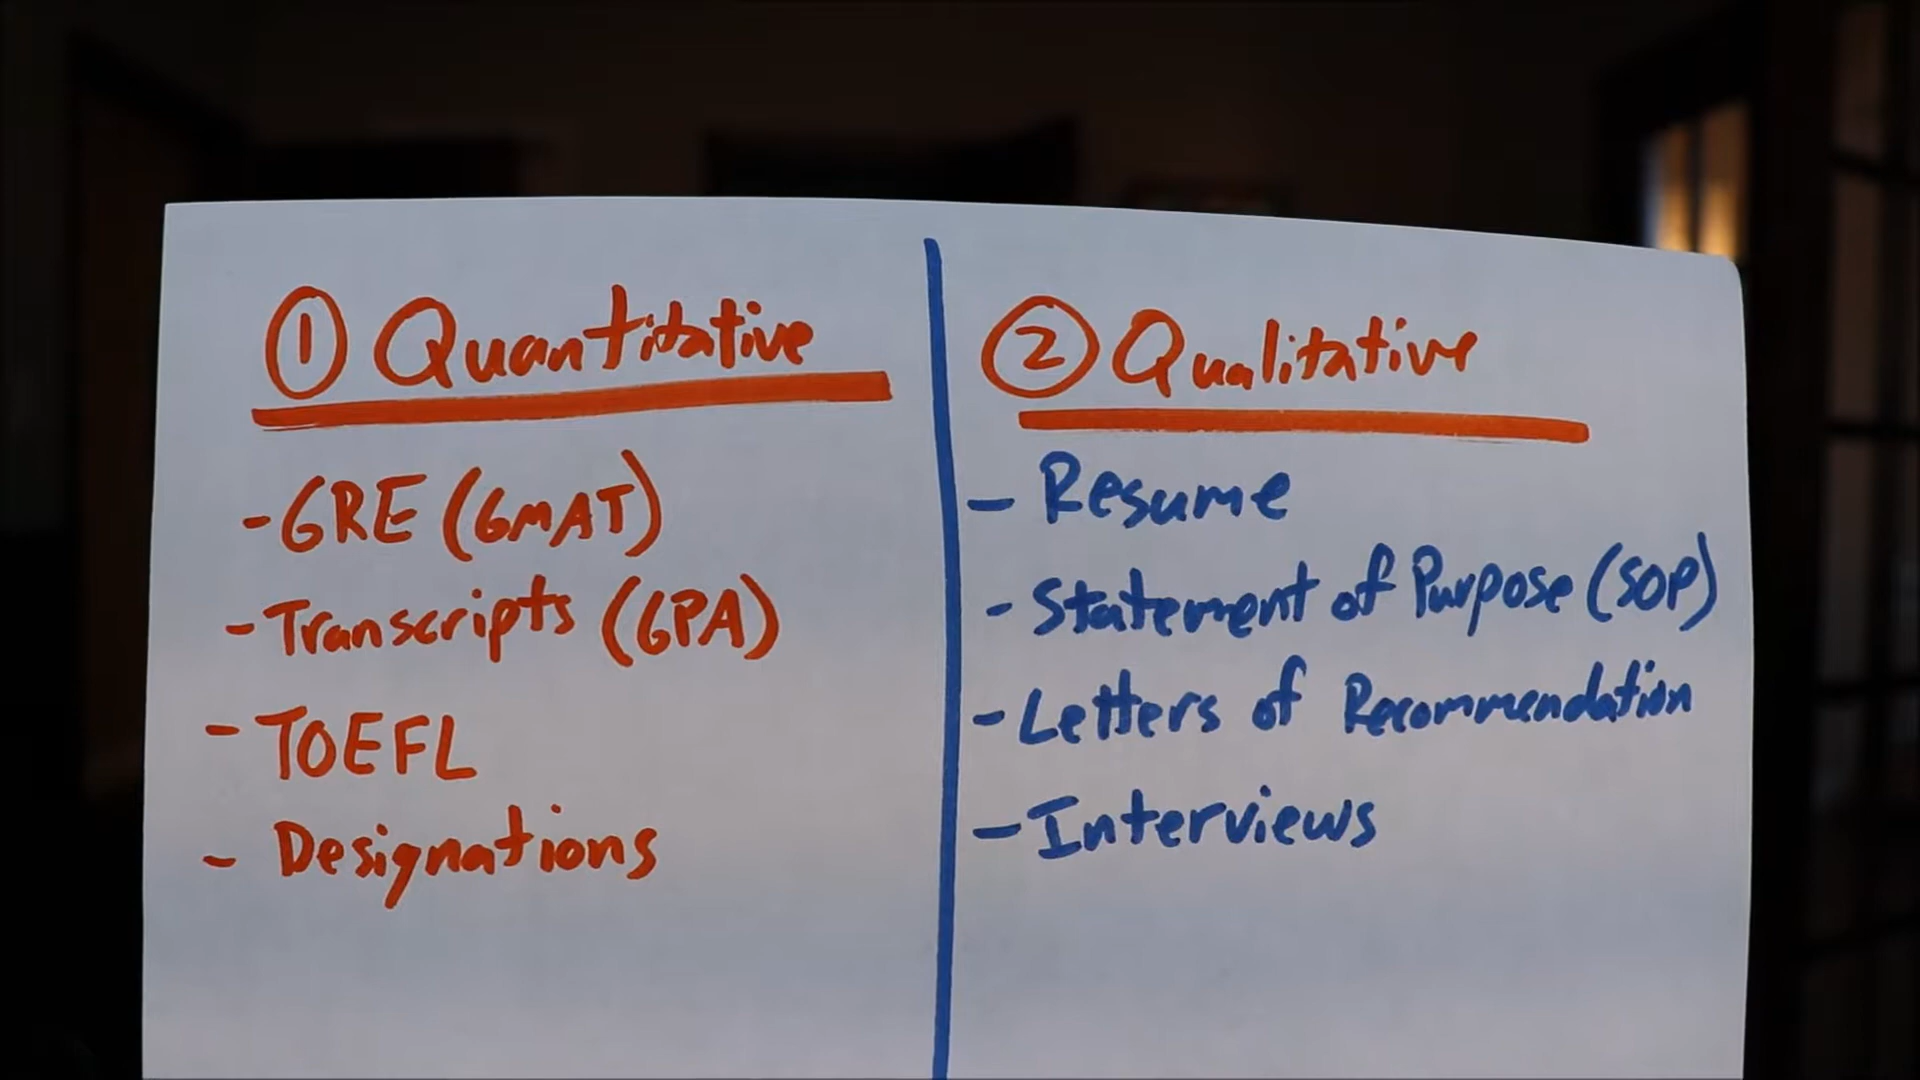 ① Quantitative
- GRE (GMAT)
- Transcripts (GPA)
- TOEFL
- Designations
② Qualitative
- Resume
- Statement of Purpose (SOP)
- Letters of Recommendation
- Interviews